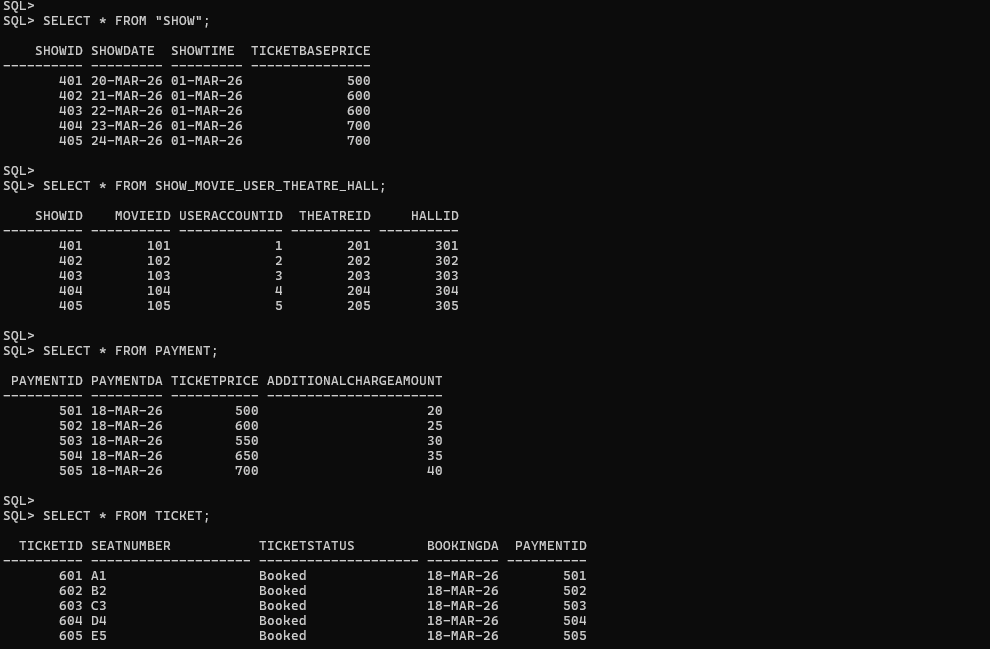 SQL>
SQL> SELECT * FROM "SHOW";
    SHOWID SHOWDATE  SHOWTIME  TICKETBASEPRICE
---------- --------- --------- ---------------
       401 20-MAR-26 01-MAR-26             500
       402 21-MAR-26 01-MAR-26             600
       403 22-MAR-26 01-MAR-26             600
       404 23-MAR-26 01-MAR-26             700
       405 24-MAR-26 01-MAR-26             700
SQL>
SQL> SELECT * FROM SHOW_MOVIE_USER_THEATRE_HALL;
    SHOWID    MOVIEID USERACCOUNTID  THEATREID     HALLID
---------- ---------- ------------- ---------- ----------
       401        101             1        201        301
       402        102             2        202        302
       403        103             3        203        303
       404        104             4        204        304
       405        105             5        205        305
SQL>
SQL> SELECT * FROM PAYMENT;
 PAYMENTID PAYMENTDA TICKETPRICE ADDITIONALCHARGEAMOUNT
---------- --------- ----------- ----------------------
       501 18-MAR-26         500                     20
       502 18-MAR-26         600                     25
       503 18-MAR-26         550                     30
       504 18-MAR-26         650                     35
       505 18-MAR-26         700                     40
SQL>
SQL> SELECT * FROM TICKET;
  TICKETID SEATNUMBER           TICKETSTATUS         BOOKINGDA  PAYMENTID
---------- -------------------- -------------------- --------- ----------
       601 A1                   Booked               18-MAR-26        501
       602 B2                   Booked               18-MAR-26        502
       603 C3                   Booked               18-MAR-26        503
       604 D4                   Booked               18-MAR-26        504
       605 E5                   Booked               18-MAR-26        505